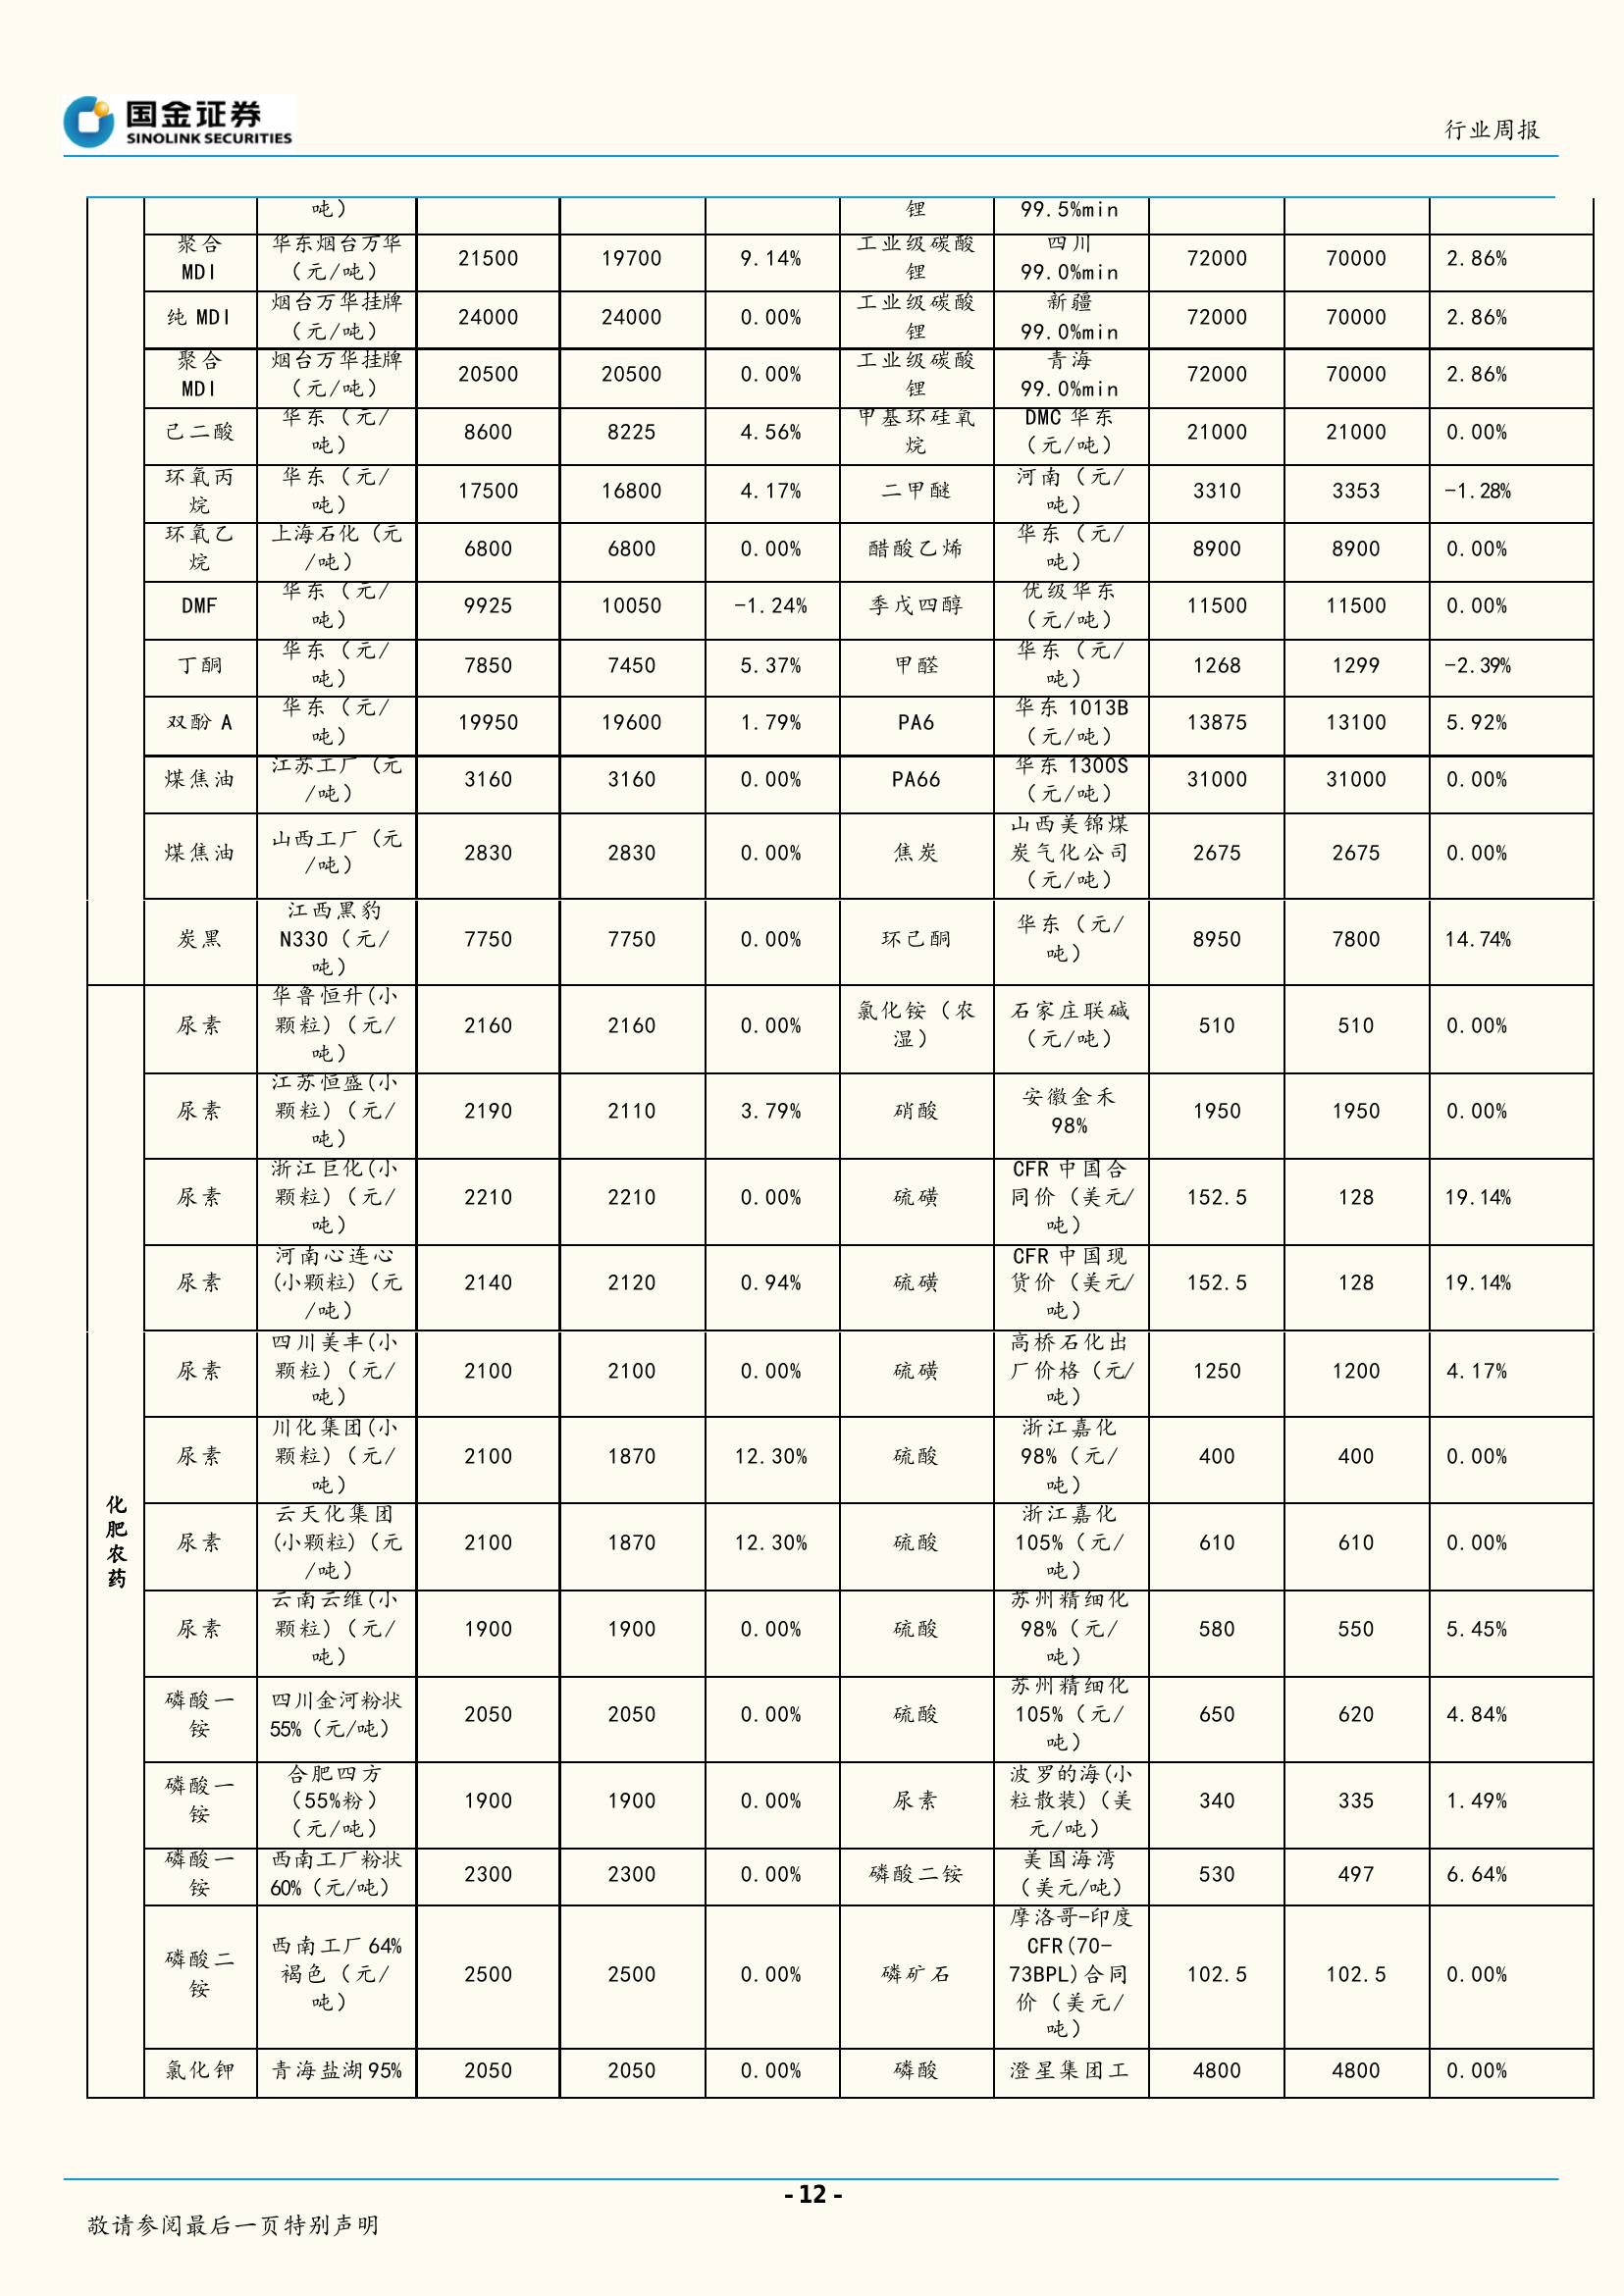 国金证券
SINOLINK SECURITIES
行业周报
吨） 锂 99.5%min
聚合 MDI 华东烟台万华（元/吨） 21500 19700 9.14% 工业级碳酸锂 四川 99.0%min 72000 70000 2.86%
纯 MDI 烟台万华挂牌（元/吨） 24000 24000 0.00% 工业级碳酸锂 新疆 99.0%min 72000 70000 2.86%
聚合 MDI 烟台万华挂牌（元/吨） 20500 20500 0.00% 工业级碳酸锂 青海 99.0%min 72000 70000 2.86%
己二酸 华东（元/吨） 8600 8225 4.56% 甲基环硅氧烷 DMC 华东（元/吨） 21000 21000 0.00%
环氧丙烷 华东（元/吨） 17500 16800 4.17% 二甲醚 河南（元/吨） 3310 3353 -1.28%
环氧乙烷 上海石化（元/吨） 6800 6800 0.00% 醋酸乙烯 华东（元/吨） 8900 8900 0.00%
DMF 华东（元/吨） 9925 10050 -1.24% 季戊四醇 优级华东（元/吨） 11500 11500 0.00%
丁酮 华东（元/吨） 7850 7450 5.37% 甲醛 华东（元/吨） 1268 1299 -2.39%
双酚 A 华东（元/吨） 19950 19600 1.79% PA6 华东 1013B（元/吨） 13875 13100 5.92%
煤焦油 江苏工厂（元/吨） 3160 3160 0.00% PA66 华东 1300S（元/吨） 31000 31000 0.00%
煤焦油 山西工厂（元/吨） 2830 2830 0.00% 焦炭 山西美锦煤炭气化公司（元/吨） 2675 2675 0.00%
炭黑 江西黑豹 N330（元/吨） 7750 7750 0.00% 环己酮 华东（元/吨） 8950 7800 14.74%
化肥农药
尿素 华鲁恒升(小颗粒)（元/吨） 2160 2160 0.00% 氯化铵（农湿） 石家庄联碱（元/吨） 510 510 0.00%
尿素 江苏恒盛(小颗粒)（元/吨） 2190 2110 3.79% 硝酸 安徽金禾 98% 1950 1950 0.00%
尿素 浙江巨化(小颗粒)（元/吨） 2210 2210 0.00% 硫磺 CFR 中国合同价（美元/吨） 152.5 128 19.14%
尿素 河南心连心(小颗粒)（元/吨） 2140 2120 0.94% 硫磺 CFR 中国现货价（美元/吨） 152.5 128 19.14%
尿素 四川美丰(小颗粒)（元/吨） 2100 2100 0.00% 硫磺 高桥石化出厂价格（元/吨） 1250 1200 4.17%
尿素 川化集团(小颗粒)（元/吨） 2100 1870 12.30% 硫酸 浙江嘉化 98%（元/吨） 400 400 0.00%
尿素 云天化集团(小颗粒)（元/吨） 2100 1870 12.30% 硫酸 浙江嘉化 105%（元/吨） 610 610 0.00%
尿素 云南云维(小颗粒)（元/吨） 1900 1900 0.00% 硫酸 苏州精细化 98%（元/吨） 580 550 5.45%
磷酸一铵 四川金河粉状 55%（元/吨） 2050 2050 0.00% 硫酸 苏州精细化 105%（元/吨） 650 620 4.84%
磷酸一铵 合肥四方（55%粉）（元/吨） 1900 1900 0.00% 尿素 波罗的海(小粒散装)（美元/吨） 340 335 1.49%
磷酸一铵 西南工厂粉状 60%（元/吨） 2300 2300 0.00% 磷酸二铵 美国海湾（美元/吨） 530 497 6.64%
磷酸二铵 西南工厂 64%褐色（元/吨） 2500 2500 0.00% 磷矿石 摩洛哥-印度 CFR(70-73BPL)合同价（美元/吨） 102.5 102.5 0.00%
氯化钾 青海盐湖 95% 2050 2050 0.00% 磷酸 澄星集团工 4800 4800 0.00%
- 12 -
敬请参阅最后一页特别声明